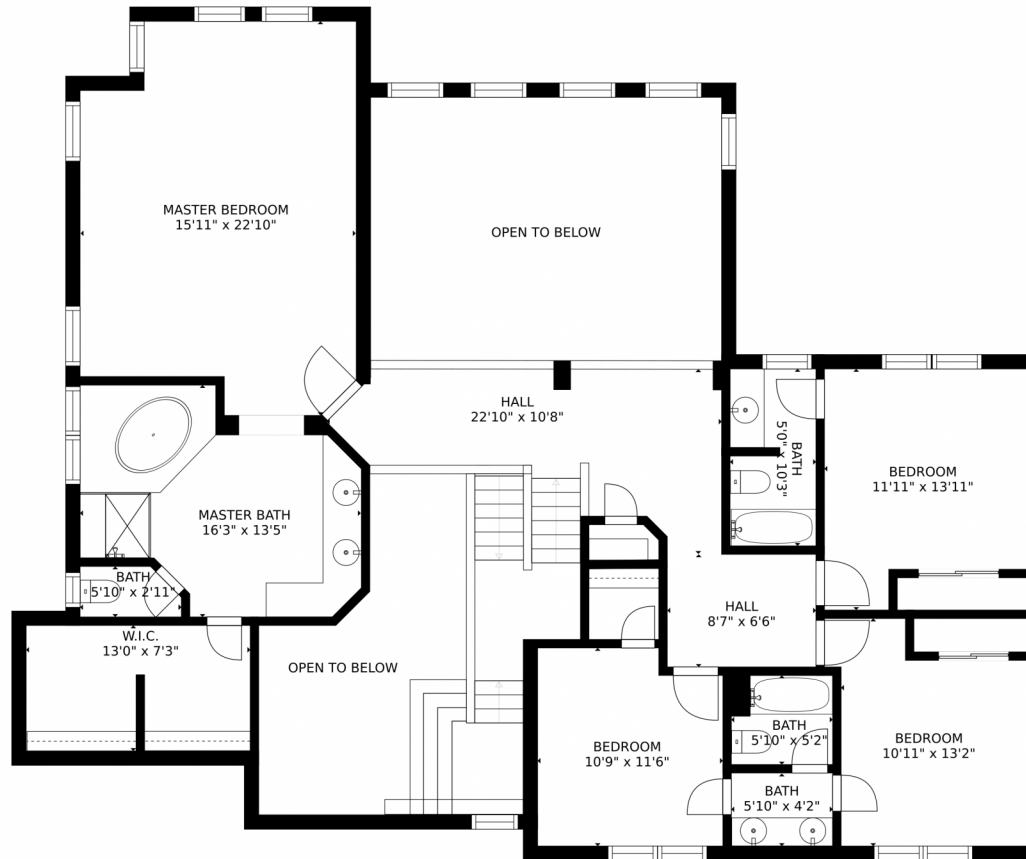 MASTER BEDROOM
15'11" x 22'10"
OPEN TO BELOW
HALL
22'10" x 10'8"
BATH
5'0" x 10'3"
BEDROOM
11'11" x 13'11"
MASTER BATH
16'3" x 13'5"
BATH
5'10" x 2'11"
HALL
8'7" x 6'6"
W.I.C.
13'0" x 7'3"
OPEN TO BELOW
BEDROOM
10'9" x 11'6"
BATH
5'10" x 5'2"
BEDROOM
10'11" x 13'2"
BATH
5'10" x 4'2"